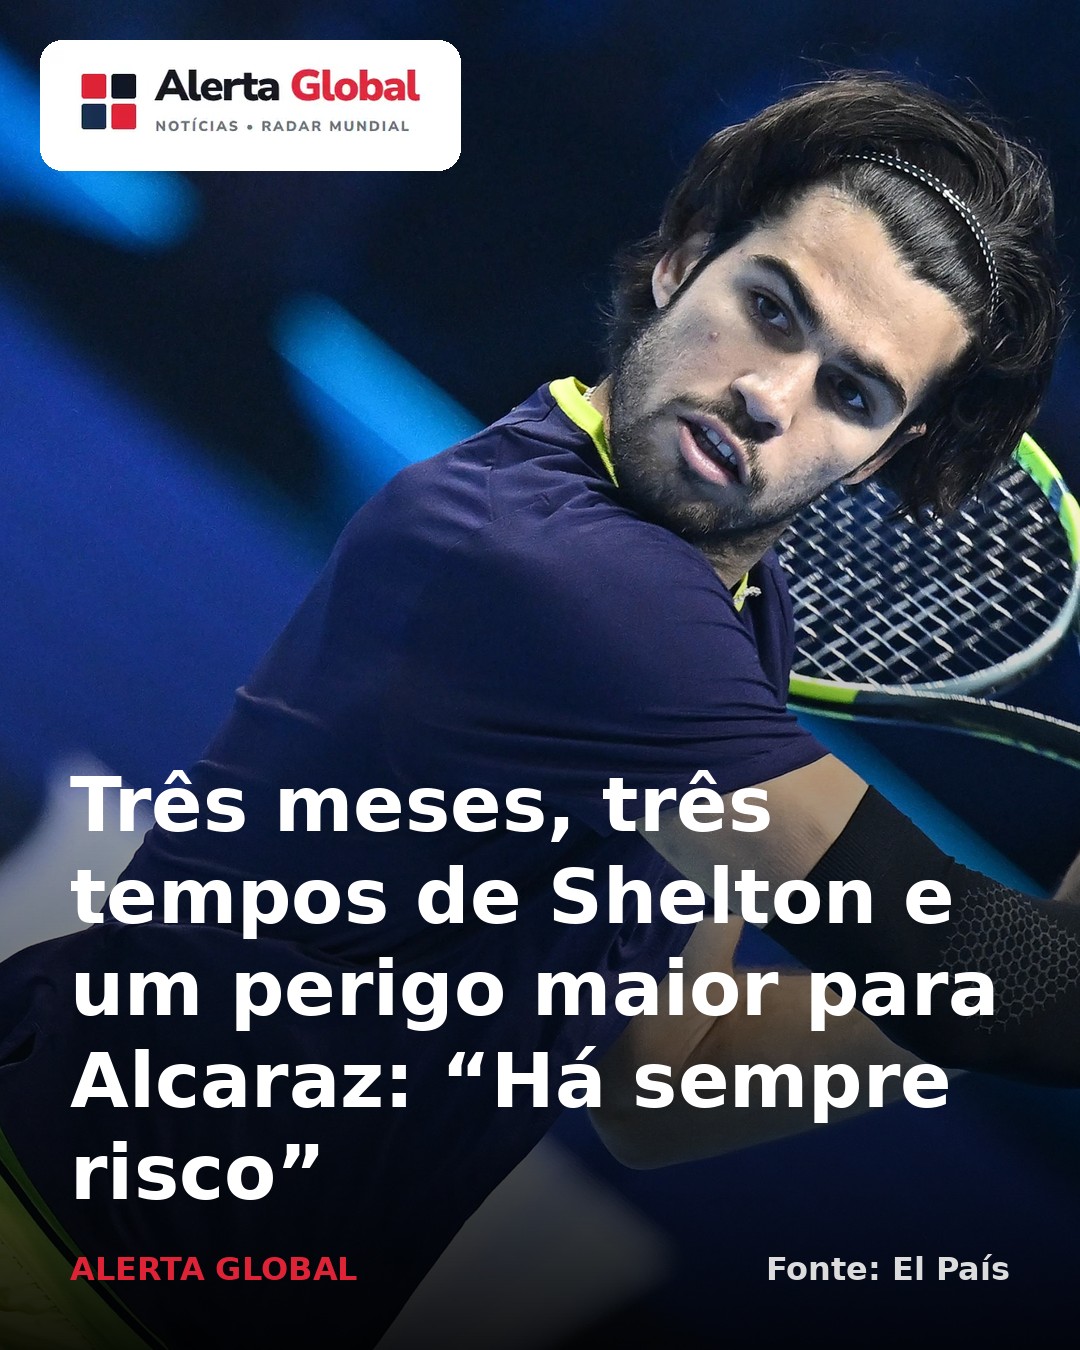 Alerta Global
NOTÍCIAS • RADAR MUNDIAL
Três meses, três
tempos de Shelton e
um perigo maior para
Alcaraz: “Há sempre
risco”
ALERTA GLOBAL
Fonte: El País